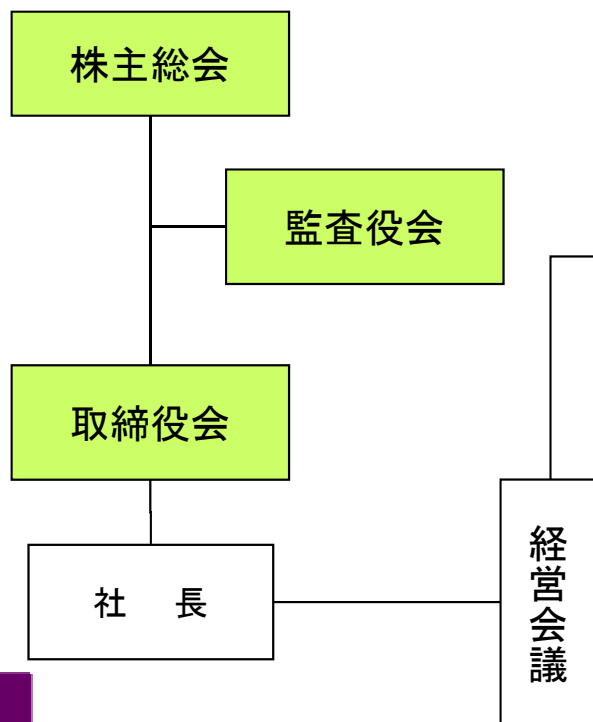 株主総会
監査役会
取締役会
社 長
経営会議